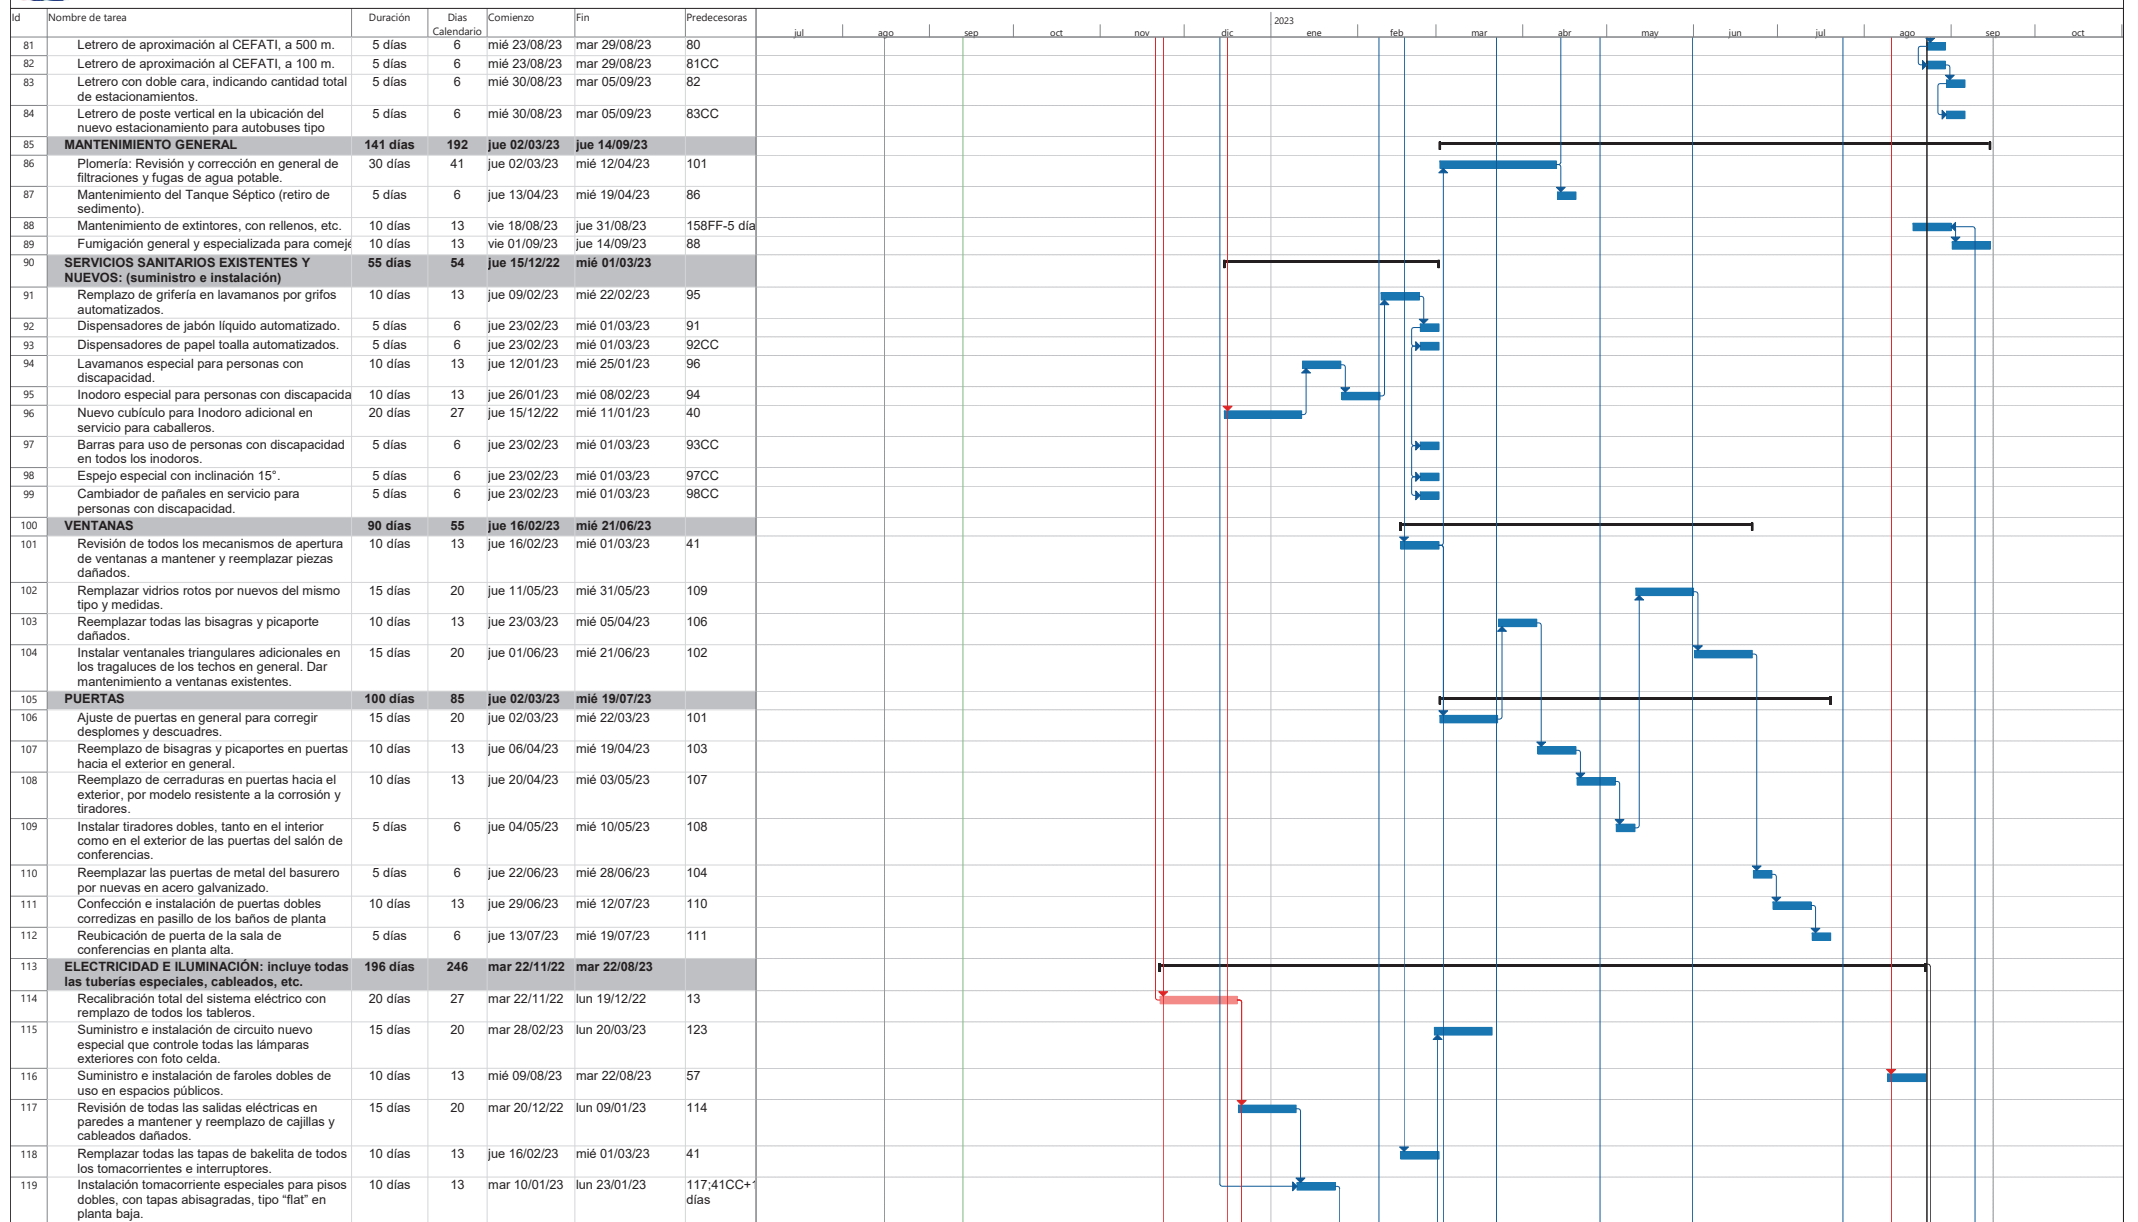 Id Nombre de tarea Duración Dias Calendario Comienzo Fin Predecesoras
2023
jul ago sep oct nov dic ene feb mar abr may jun jul ago sep oct
81 Letrero de aproximación al CEFATI, a 500 m. 5 días 6 mié 23/08/23 mar 29/08/23 80
82 Letrero de aproximación al CEFATI, a 100 m. 5 días 6 mié 23/08/23 mar 29/08/23 81CC
83 Letrero con doble cara, indicando cantidad total 5 días 6 mié 30/08/23 mar 05/09/23 82
de estacionamientos.
84 Letrero de poste vertical en la ubicación del 5 días 6 mié 30/08/23 mar 05/09/23 83CC
nuevo estacionamiento para autobuses tipo
85 MANTENIMIENTO GENERAL 141 días 192 jue 02/03/23 jue 14/09/23
86 Plomería: Revisión y corrección en general de 30 días 41 jue 02/03/23 mié 12/04/23 101
filtraciones y fugas de agua potable.
87 Mantenimiento del Tanque Séptico (retiro de 5 días 6 jue 13/04/23 mié 19/04/23 86
sedimento).
88 Mantenimiento de extintores, con rellenos, etc. 10 días 13 vie 18/08/23 jue 31/08/23 158FF-5 día
89 Fumigación general y especializada para comejé 10 días 13 vie 01/09/23 jue 14/09/23 88
90 SERVICIOS SANITARIOS EXISTENTES Y 55 días 54 jue 15/12/22 mié 01/03/23
NUEVOS: (suministro e instalación)
91 Remplazo de grifería en lavamanos por grifos 10 días 13 jue 09/02/23 mié 22/02/23 95
automatizados.
92 Dispensadores de jabón líquido automatizado. 5 días 6 jue 23/02/23 mié 01/03/23 91
93 Dispensadores de papel toalla automatizados. 5 días 6 jue 23/02/23 mié 01/03/23 92CC
94 Lavamanos especial para personas con 10 días 13 jue 12/01/23 mié 25/01/23 96
discapacidad.
95 Inodoro especial para personas con discapacida 10 días 13 jue 26/01/23 mié 08/02/23 94
96 Nuevo cubículo para Inodoro adicional en 20 días 27 jue 15/12/22 mié 11/01/23 40
servicio para caballeros.
97 Barras para uso de personas con discapacidad 5 días 6 jue 23/02/23 mié 01/03/23 93CC
en todos los inodoros.
98 Espejo especial con inclinación 15°. 5 días 6 jue 23/02/23 mié 01/03/23 97CC
99 Cambiador de pañales en servicio para 5 días 6 jue 23/02/23 mié 01/03/23 98CC
personas con discapacidad.
100 VENTANAS 90 días 55 jue 16/02/23 mié 21/06/23
101 Revisión de todos los mecanismos de apertura 10 días 13 jue 16/02/23 mié 01/03/23 41
de ventanas a mantener y reemplazar piezas
dañados.
102 Remplazar vidrios rotos por nuevos del mismo 15 días 20 jue 11/05/23 mié 31/05/23 109
tipo y medidas.
103 Reemplazar todas las bisagras y picaporte 10 días 13 jue 23/03/23 mié 05/04/23 106
dañados.
104 Instalar ventanales triangulares adicionales en 15 días 20 jue 01/06/23 mié 21/06/23 102
los tragaluces de los techos en general. Dar
mantenimiento a ventanas existentes.
105 PUERTAS 100 días 85 jue 02/03/23 mié 19/07/23
106 Ajuste de puertas en general para corregir 15 días 20 jue 02/03/23 mié 22/03/23 101
desplomes y descuadres.
107 Reemplazo de bisagras y picaportes en puertas 10 días 13 jue 06/04/23 mié 19/04/23 103
hacia el exterior en general.
108 Reemplazo de cerraduras en puertas hacia el 10 días 13 jue 20/04/23 mié 03/05/23 107
exterior, por modelo resistente a la corrosión y
tiradores.
109 Instalar tiradores dobles, tanto en el interior 5 días 6 jue 04/05/23 mié 10/05/23 108
como en el exterior de las puertas del salón de
conferencias.
110 Reemplazar las puertas de metal del basurero 5 días 6 jue 22/06/23 mié 28/06/23 104
por nuevas en acero galvanizado.
111 Confección e instalación de puertas dobles 10 días 13 jue 29/06/23 mié 12/07/23 110
corredizas en pasillo de los baños de planta
112 Reubicación de puerta de la sala de 5 días 6 jue 13/07/23 mié 19/07/23 111
conferencias en planta alta.
113 ELECTRICIDAD E ILUMINACIÓN: incluye todas 196 días 246 mar 22/11/22 mar 22/08/23
las tuberías especiales, cableados, etc.
114 Recalibración total del sistema eléctrico con 20 días 27 mar 22/11/22 lun 19/12/22 13
remplazo de todos los tableros.
115 Suministro e instalación de circuito nuevo 15 días 20 mar 28/02/23 lun 20/03/23 123
especial que controle todas las lámparas
exteriores con foto celda.
116 Suministro e instalación de faroles dobles de 10 días 13 mié 09/08/23 mar 22/08/23 57
uso en espacios públicos.
117 Revisión de todas las salidas eléctricas en 15 días 20 mar 20/12/22 lun 09/01/23 114
paredes a mantener y reemplazo de cajillas y
cableados dañados.
118 Remplazar todas las tapas de bakelita de todos 10 días 13 jue 16/02/23 mié 01/03/23 41
los tomacorrientes e interruptores.
119 Instalación tomacorriente especiales para pisos 10 días 13 mar 10/01/23 lun 23/01/23 117;41CC+1
dobles, con tapas abisagradas, tipo “flat” en días
planta baja.